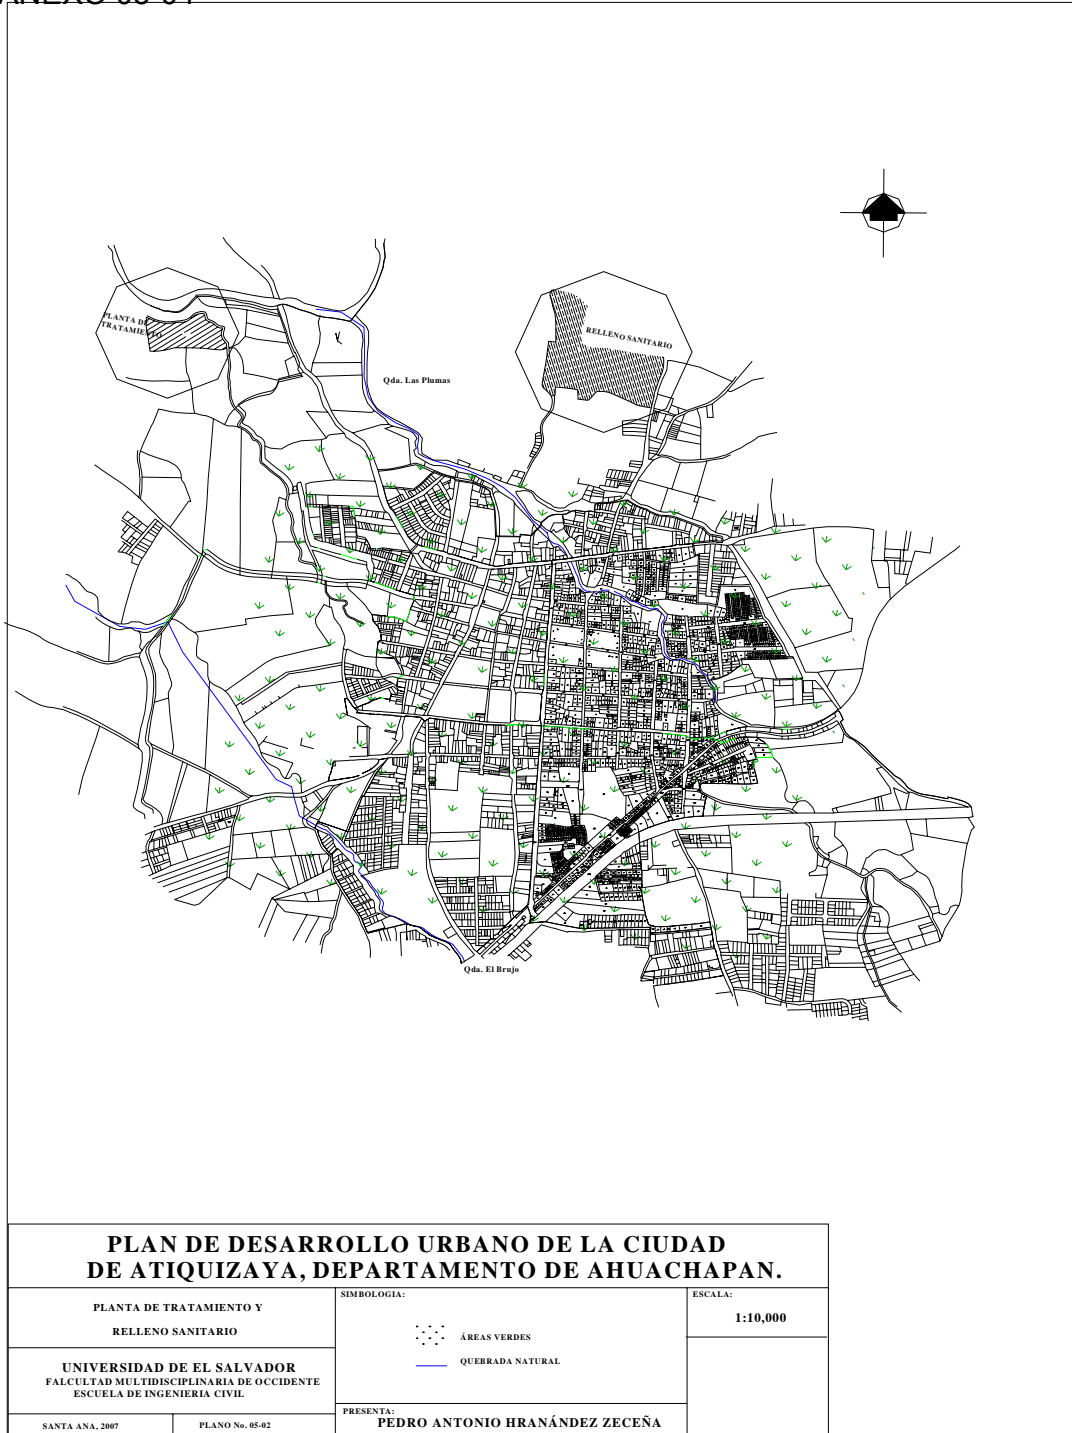 PLANTA DE
TRATAMIENTO
RELLENO SANITARIO
Qda. Las Plumas
Qda. El Brujo
PLAN DE DESARROLLO URBANO DE LA CIUDAD
DE ATIQUIZAYA, DEPARTAMENTO DE AHUACHAPAN.
PLANTA DE TRATAMIENTO Y
RELLENO SANITARIO
UNIVERSIDAD DE EL SALVADOR
FALCULTAD MULTIDISCIPLINARIA DE OCCIDENTE
ESCUELA DE INGENIERIA CIVIL
SANTA ANA, 2007
PLANO No. 05-02
SIMBOLOGIA:
ÁREAS VERDES
QUEBRADA NATURAL
PRESENTA:
PEDRO ANTONIO HRANÁNDEZ ZECEÑA
ESCALA:
1:10,000